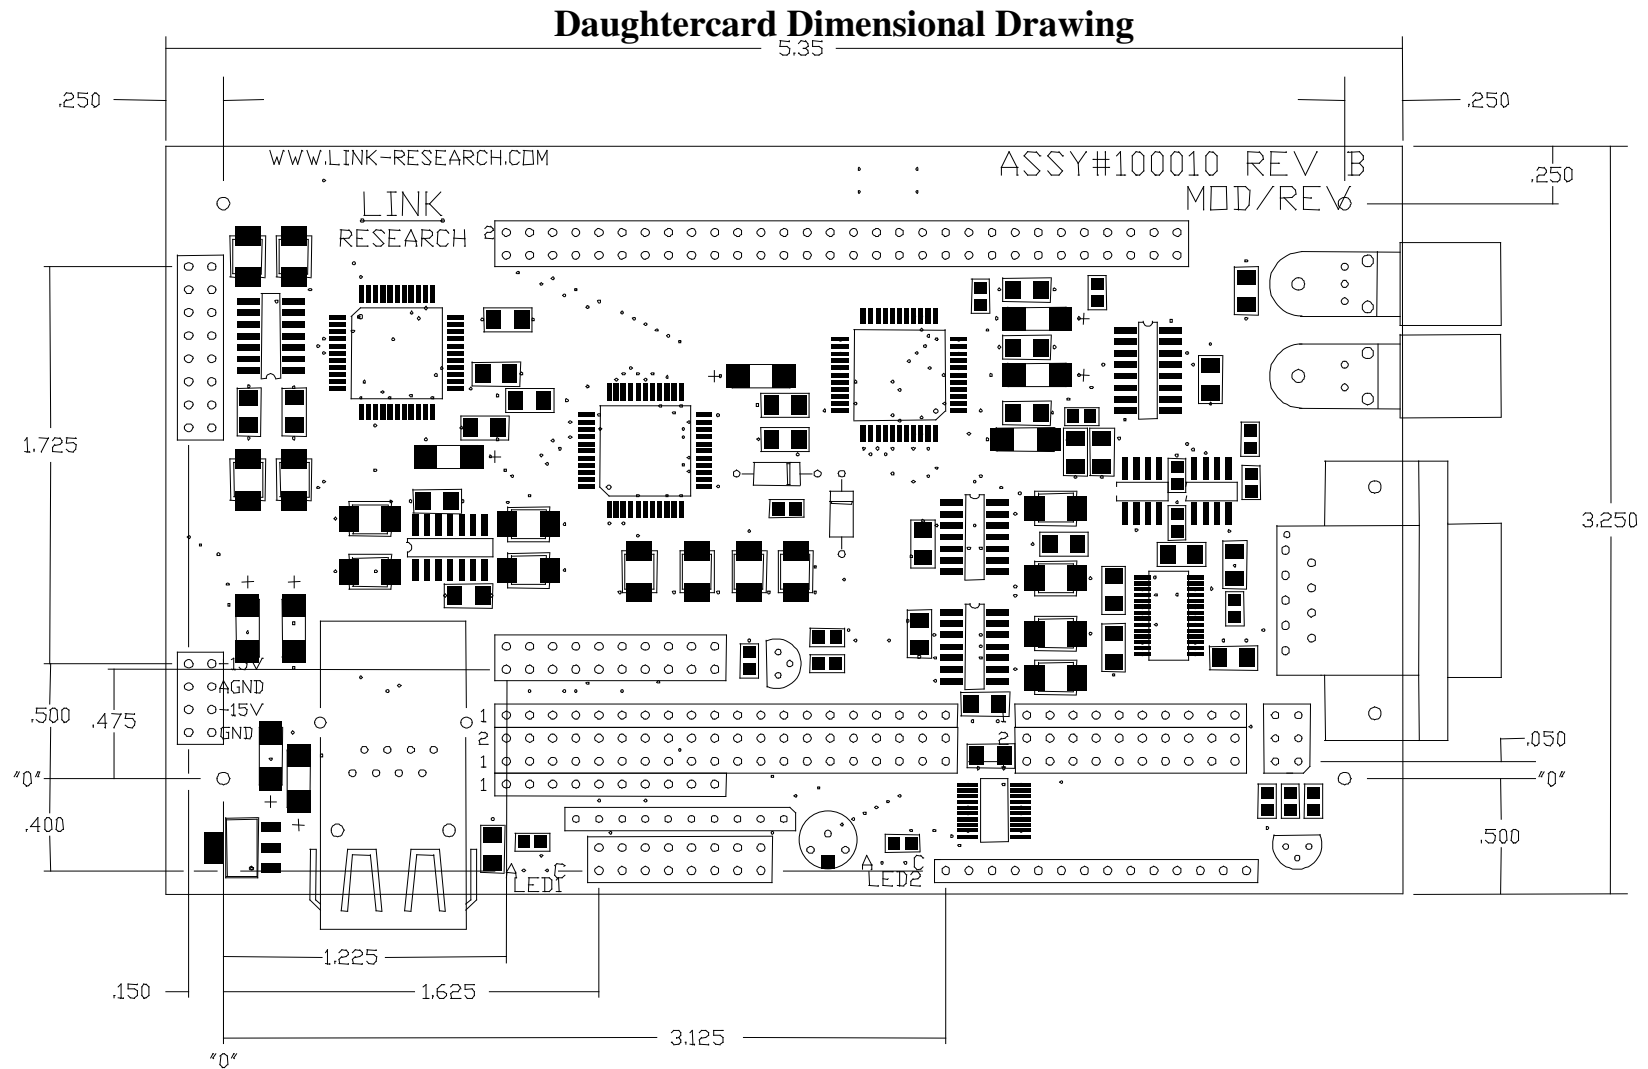 Daughtercard Dimensional Drawing
5.35
.250
.250
WWW.LINK-RESEARCH.COM
ASSY#100010 REV B
.250
MOD/REV
LINK
RESEARCH
2
1.725
3.250
+15V
AGND
-15V
GND
.500
.475
1
2
1
1
1
2
.050
"0"
"0"
.400
.500
A C
LED1
A C
LED2
1.225
.150
1.625
3.125
"0"